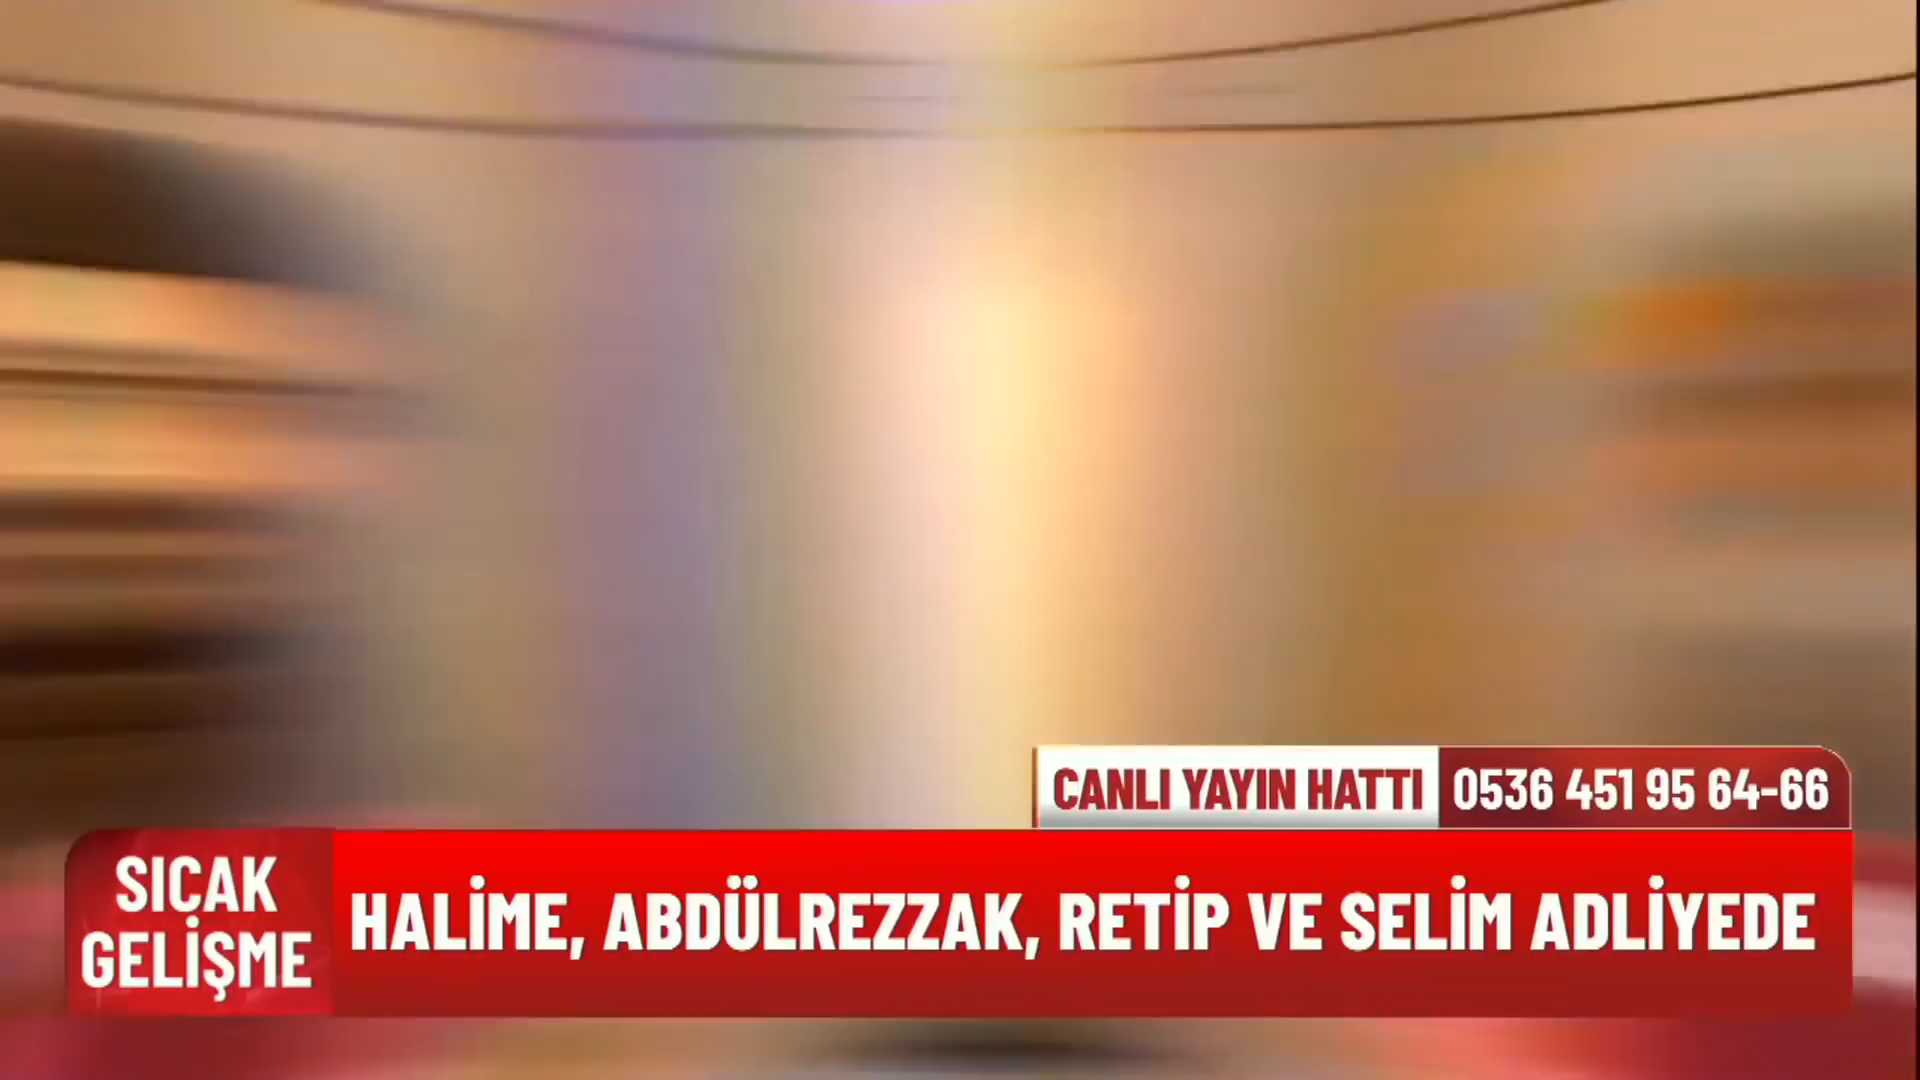 CANLI YAYIN HATTI 0536 451 95 64-66
SICAK
GELİŞME
HALİME, ABDÜLREZZAK, RETİP VE SELİM ADLİYEDE